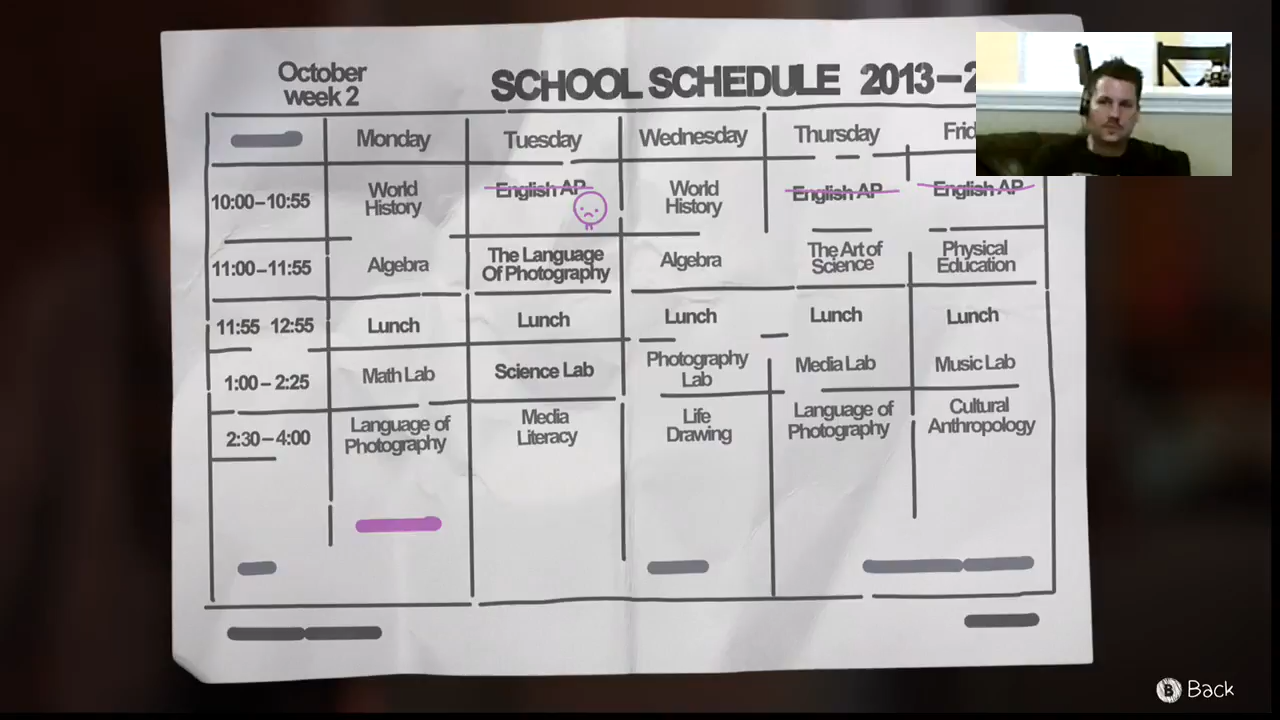 October
week 2
SCHOOL SCHEDULE 2013–2
Monday
Tuesday
Wednesday
Thursday
Frid
10:00–10:55
World
History
English AP
World
History
English AP
English AP
11:00–11:55
Algebra
The Language
Of Photography
Algebra
The Art of
Science
Physical
Education
11:55 12:55
Lunch
Lunch
Lunch
Lunch
Lunch
1:00–2:25
Math Lab
Science Lab
Photography
Lab
Media Lab
Music Lab
2:30–4:00
Language of
Photography
Media
Literacy
Life
Drawing
Language of
Photography
Cultural
Anthropology
B Back